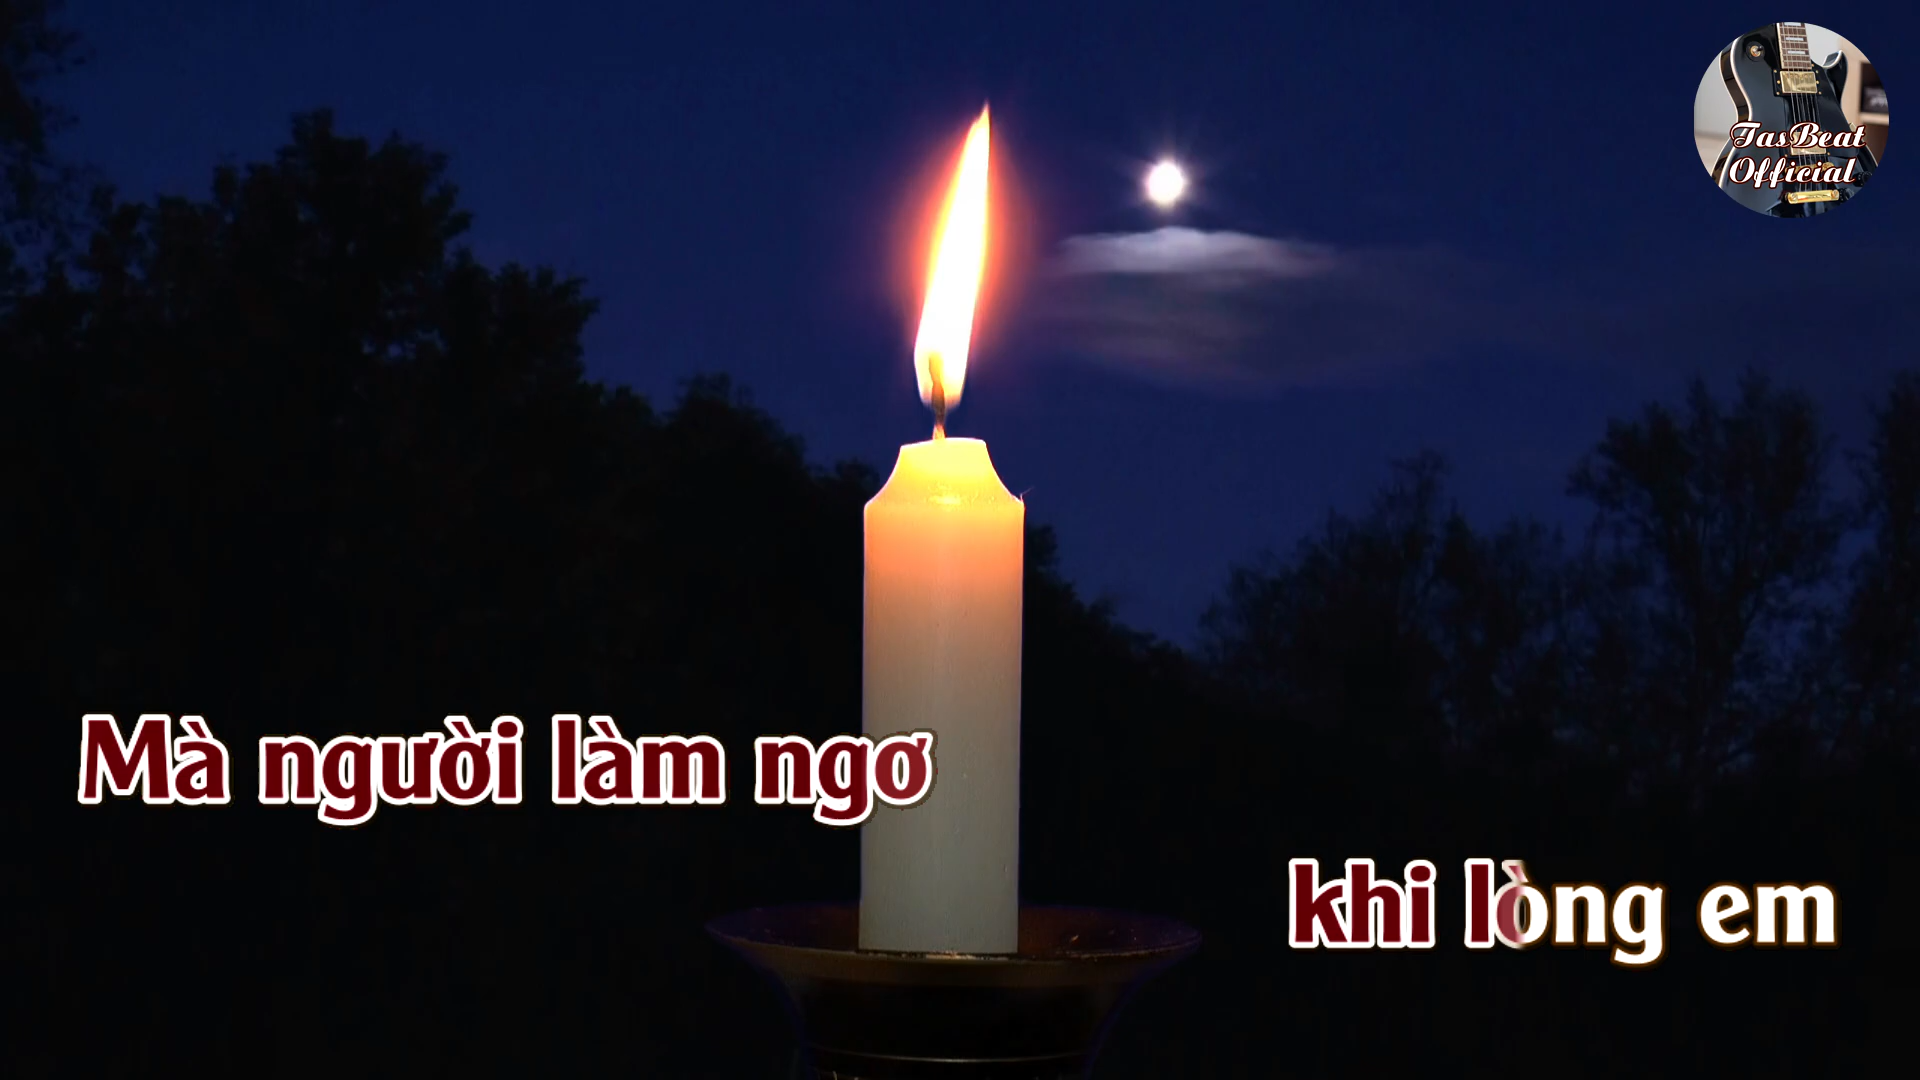 TasBeat
Official
Mà người làm ngơ
khi lòng em